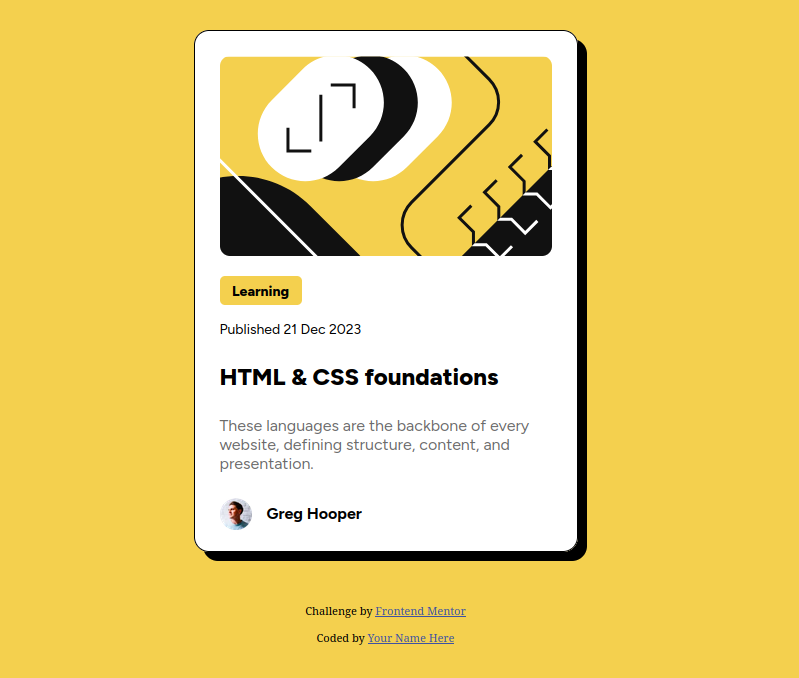 Learning
Published 21 Dec 2023
HTML & CSS foundations
These languages are the backbone of every
website, defining structure, content, and
presentation.
Greg Hooper
Challenge by Frontend Mentor
Coded by Your Name Here